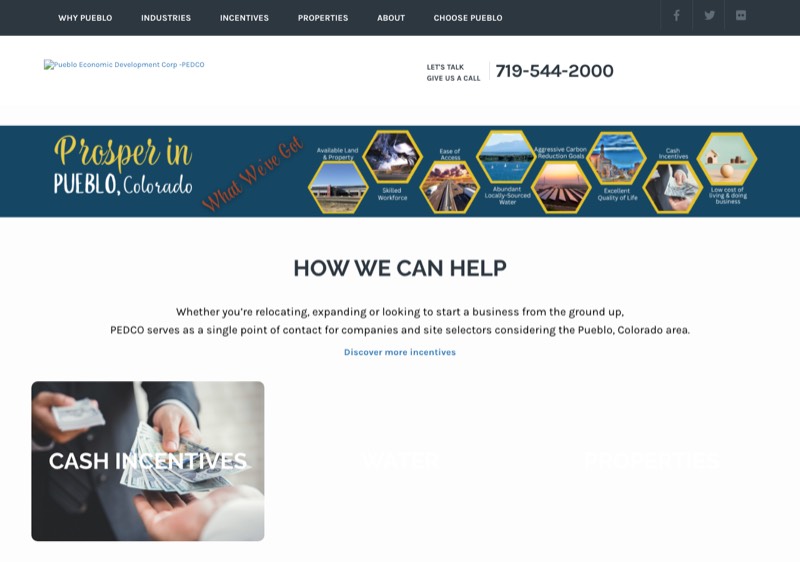 WHY PUEBLO
INDUSTRIES
INCENTIVES
PROPERTIES
ABOUT
CHOOSE PUEBLO
Pueblo Economic Development Corp -PEDCO
LET'S TALK
GIVE US A CALL
719-544-2000
Prosper in
PUEBLO, Colorado
What We've Got
Available Land
& Property
Skilled
Workforce
Ease of
Access
Abundant
Locally-Sourced
Water
Aggressive Carbon
Reduction Goals
Excellent
Quality of Life
Cash
Incentives
Low cost of
living & doing
business
HOW WE CAN HELP
Whether you're relocating, expanding or looking to start a business from the ground up,
PEDCO serves as a single point of contact for companies and site selectors considering the Pueblo, Colorado area.
Discover more incentives
CASH INCENTIVES
WATER
PROPERTIES